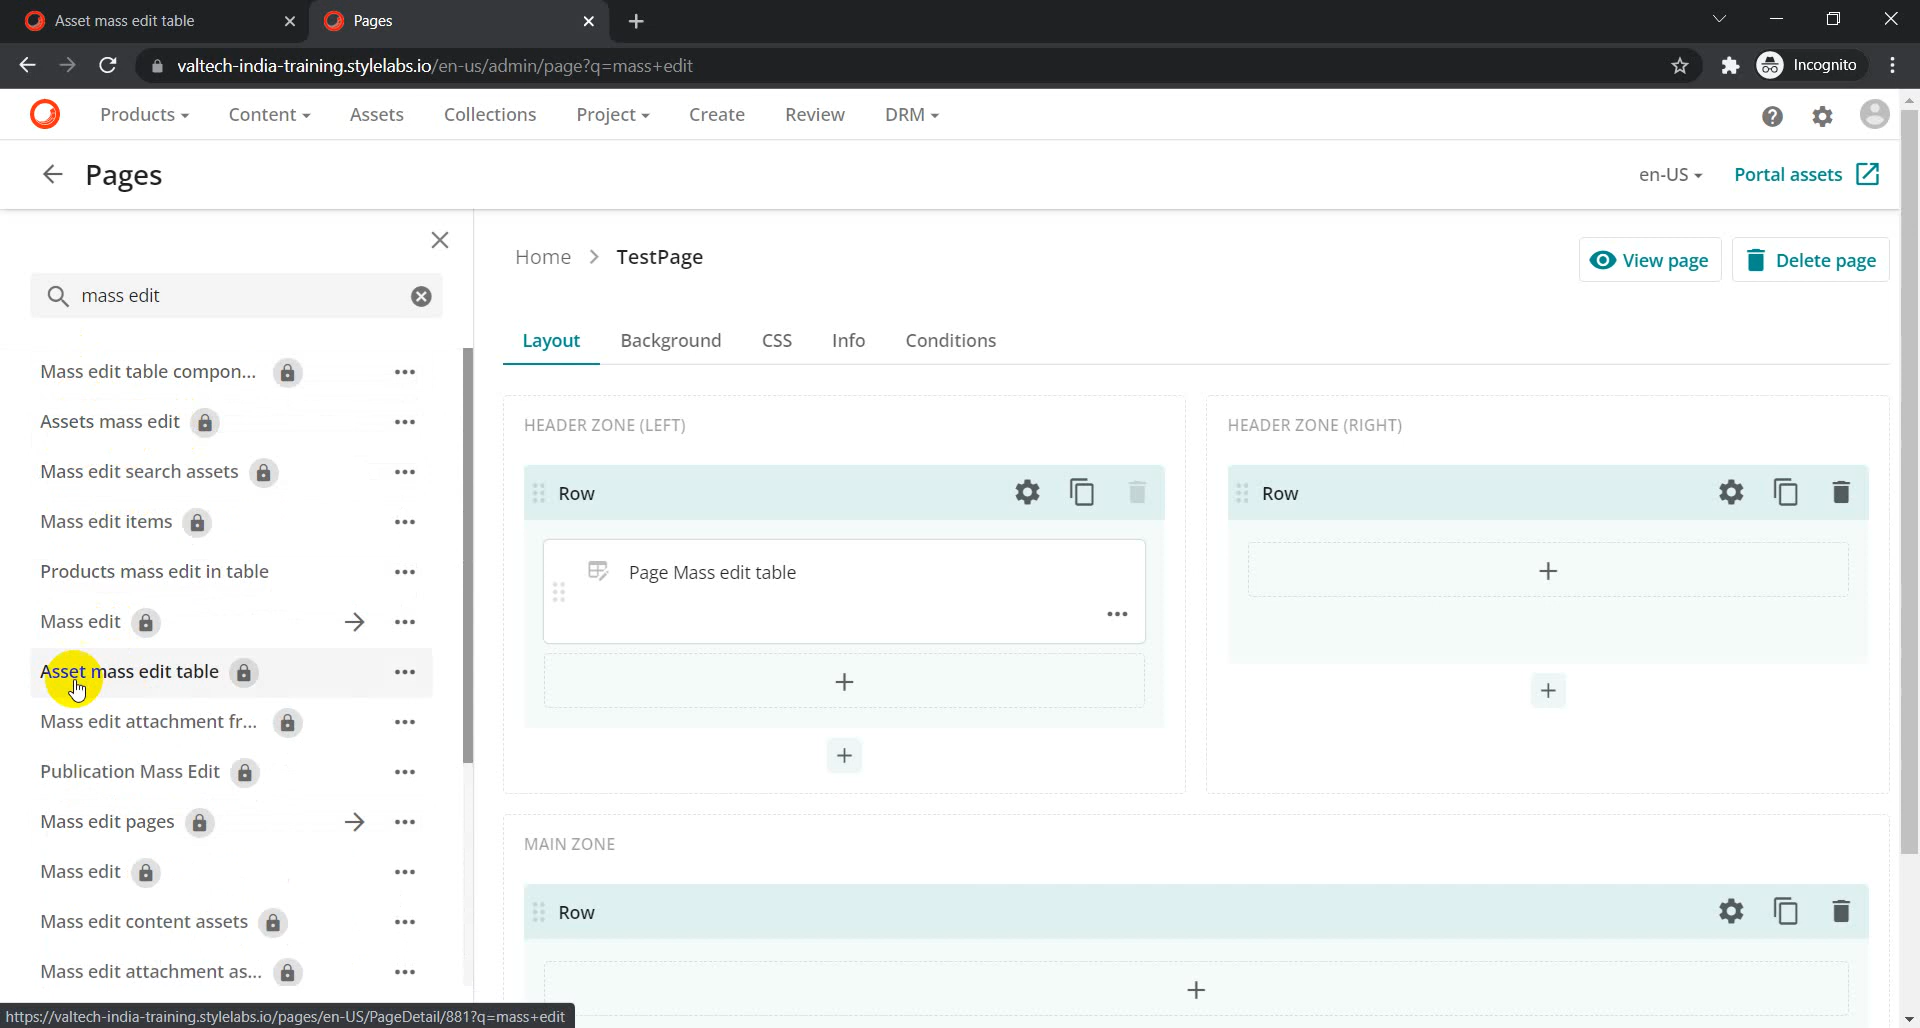 Asset mass edit table
Pages
valtech-india-training.stylelabs.io/en-us/admin/page?q=mass+edit
Incognito
Products
Content
Assets
Collections
Project
Create
Review
DRM
Pages
en-US
Portal assets
mass edit
Mass edit table compon...
Assets mass edit
Mass edit search assets
Mass edit items
Products mass edit in table
Mass edit
Asset mass edit table
Mass edit attachment fr...
Publication Mass Edit
Mass edit pages
Mass edit
Mass edit content assets
Mass edit attachment as...
Home > TestPage
View page
Delete page
Layout
Background
CSS
Info
Conditions
HEADER ZONE (LEFT)
Row
Page Mass edit table
HEADER ZONE (RIGHT)
Row
MAIN ZONE
Row
https://valtech-india-training.stylelabs.io/pages/en-US/PageDetail/881?q=mass+edit